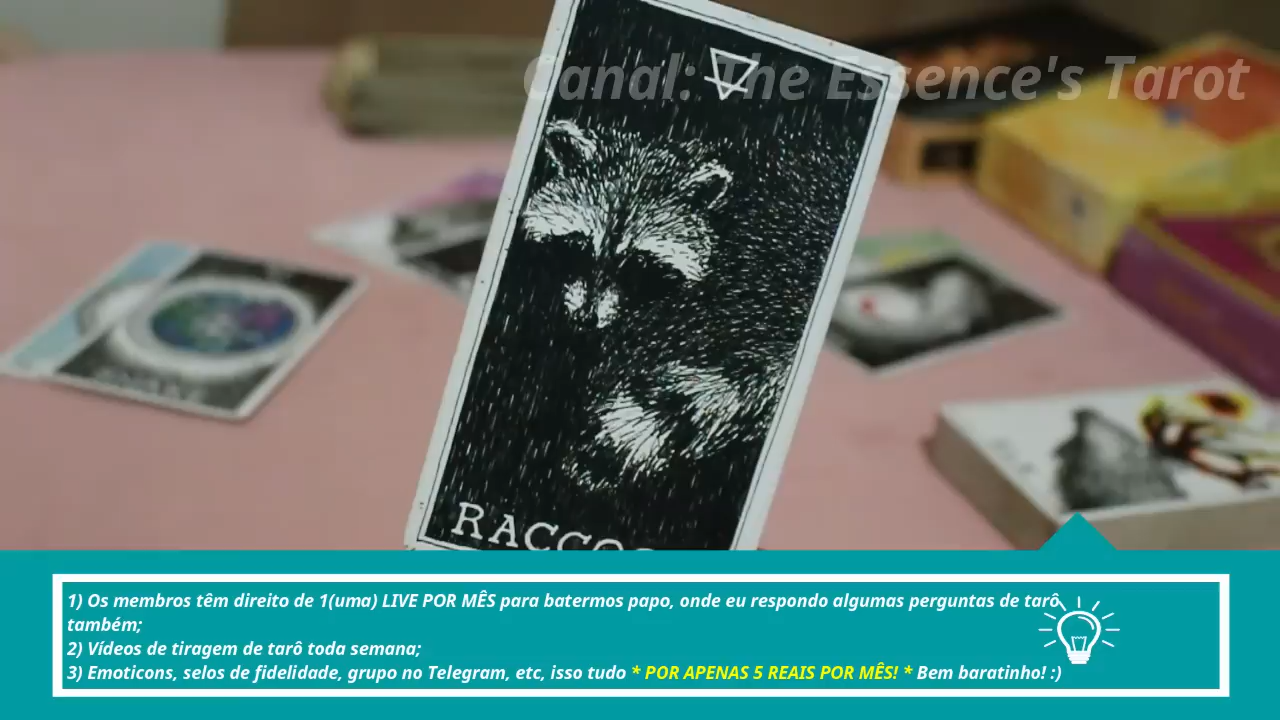 Canal: The Essence's Tarot
1) Os membros têm direito de 1(uma) LIVE POR MÊS para batermos papo, onde eu respondo algumas perguntas de tarô
também;
2) Vídeos de tiragem de tarô toda semana;
3) Emoticons, selos de fidelidade, grupo no Telegram, etc, isso tudo * POR APENAS 5 REAIS POR MÊS! * Bem baratinho! :)